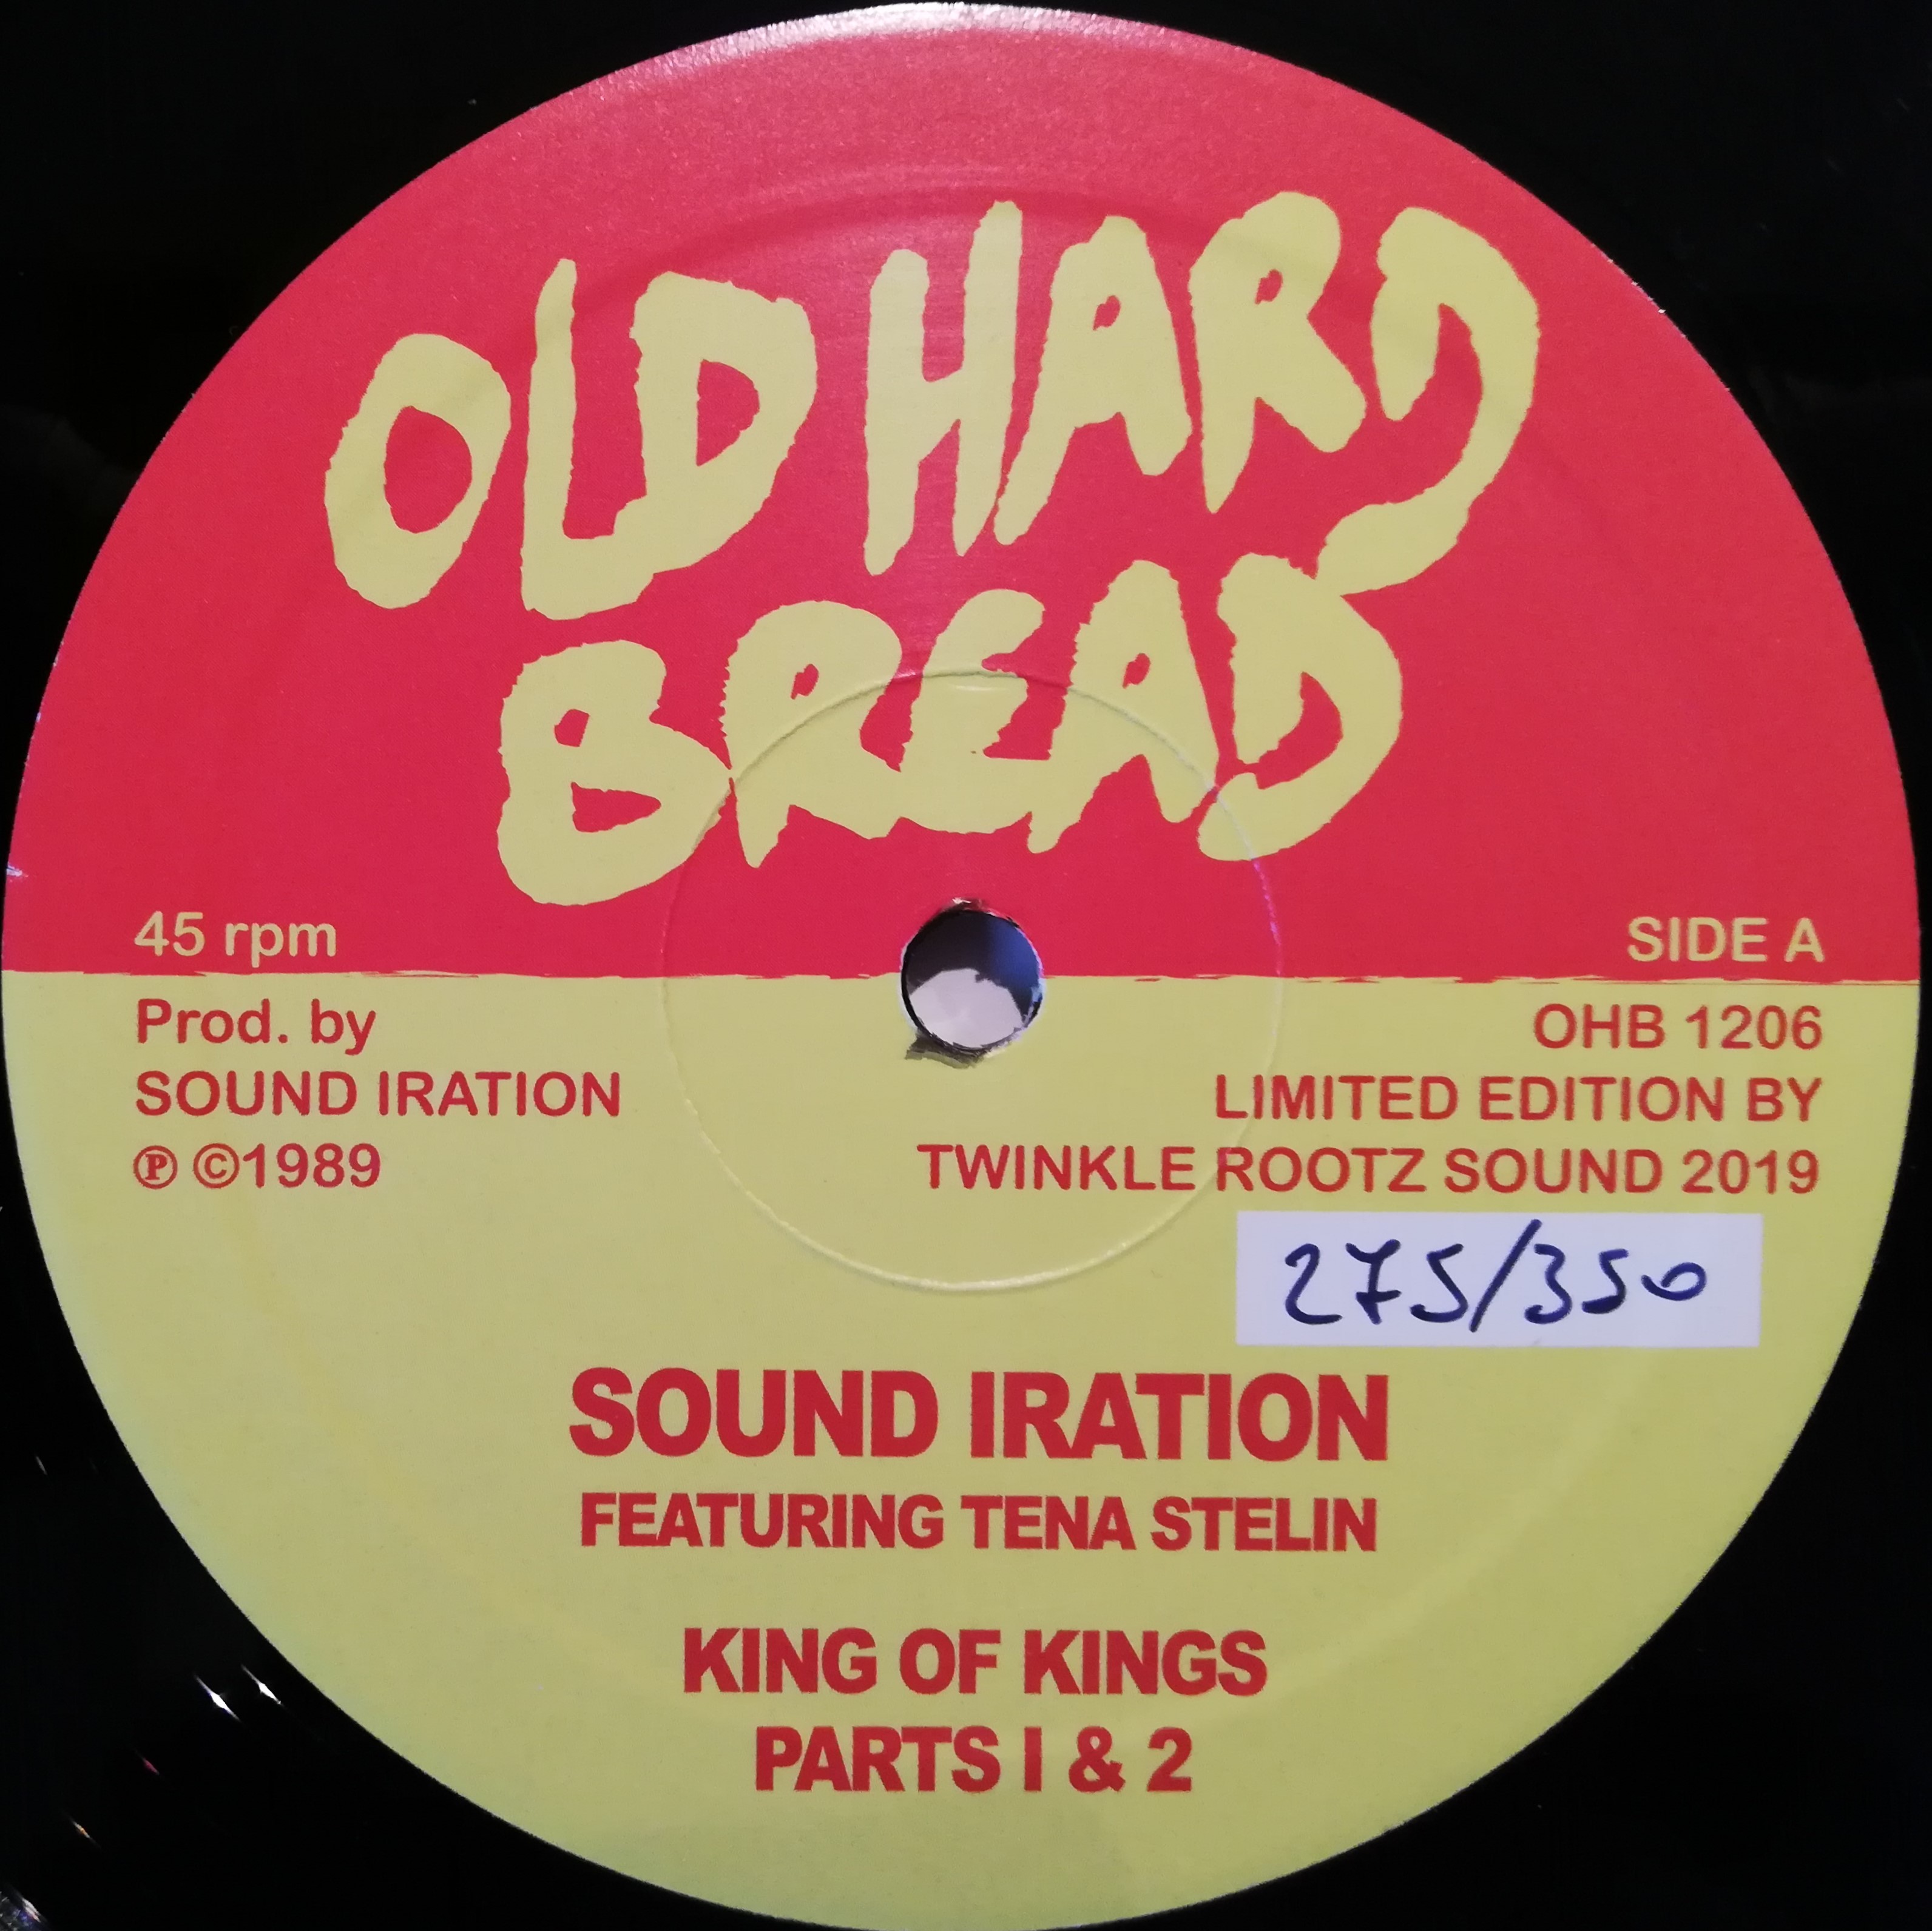 OLD HARD
BREAD
45 rpm
SIDE A
Prod. by
SOUND IRATION
℗ ©1989
OHB 1206
LIMITED EDITION BY
TWINKLE ROOTZ SOUND 2019
275/350
SOUND IRATION
FEATURING TENA STELIN
KING OF KINGS
PARTS I & 2